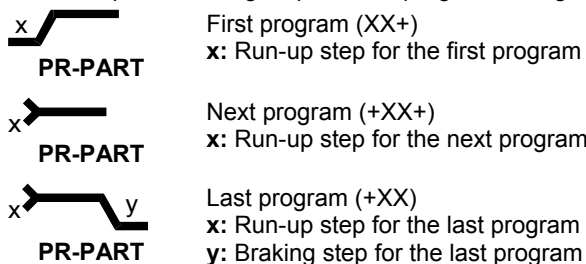 x
First program (XX+)
x: Run-up step for the first program
PR-PART
x
Next program (+XX+)
x: Run-up step for the next program
PR-PART
x
y
Last program (+XX)
x: Run-up step for the last program
PR-PART
y: Braking step for the last program